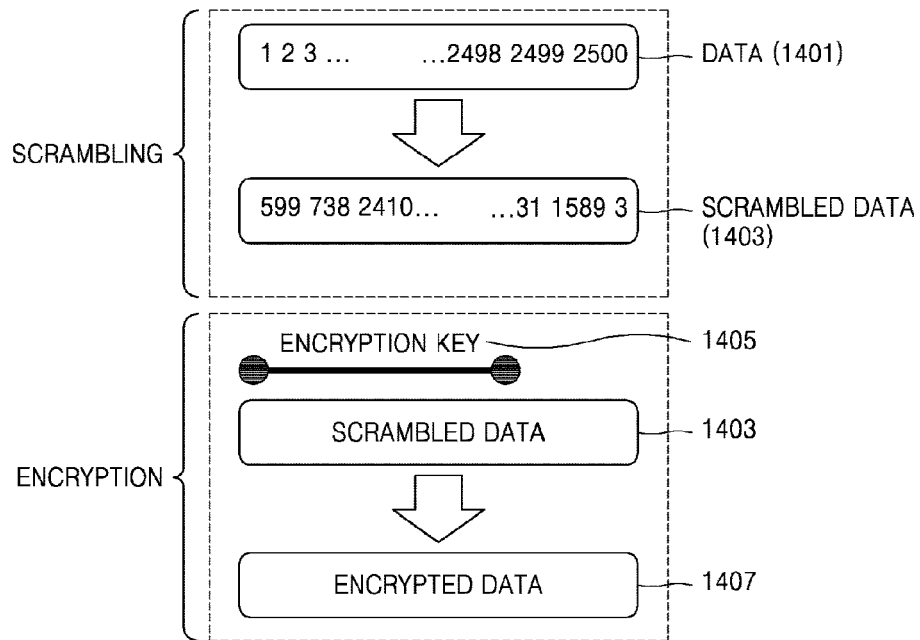 1 2 3 ... ...2498 2499 2500
DATA (1401)
SCRAMBLING
599 738 2410... ...31 1589 3
SCRAMBLED DATA
(1403)
ENCRYPTION KEY
1405
SCRAMBLED DATA
1403
ENCRYPTION
ENCRYPTED DATA
1407